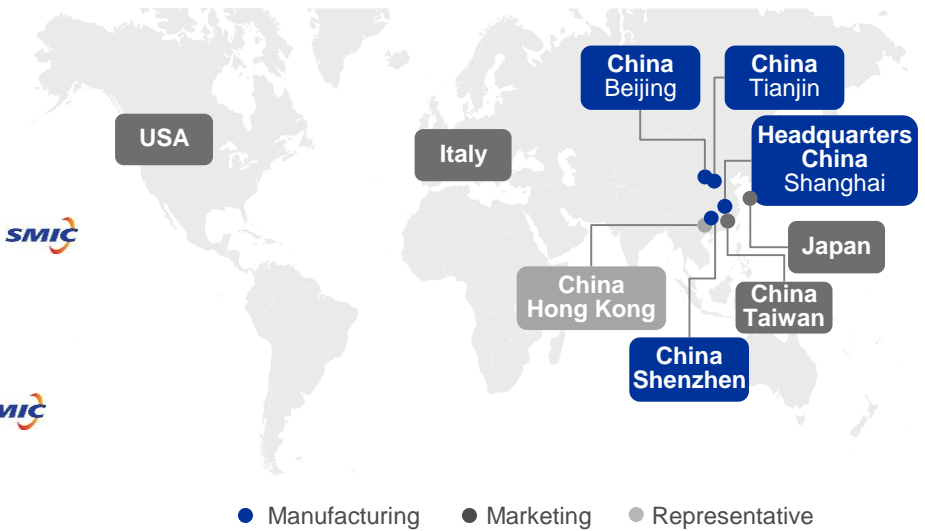 China
Beijing
China
Tianjin
USA
Headquarters
China
Shanghai
Italy
SMIC
Japan
China
Hong Kong
China
Taiwan
China
Shenzhen
MIC
Manufacturing
Marketing
Representative